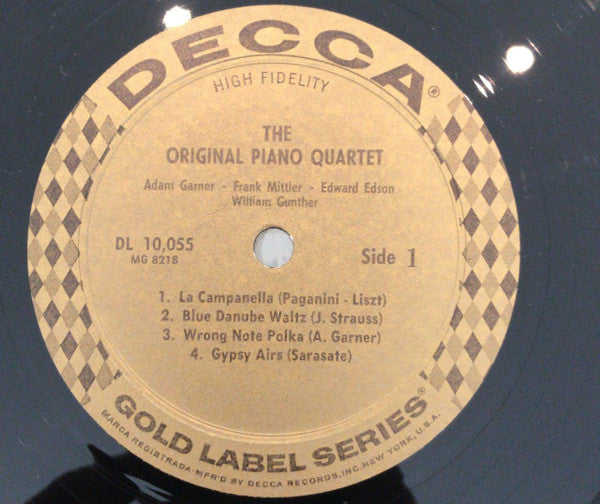 DECCA®
HIGH FIDELITY
THE
ORIGINAL PIANO QUARTET
Adam Garner - Frank Mittler - Edward Edson
William Gunther
DL 10,055
MG 8218
Side 1
1. La Campanella (Paganini - Liszt)
2. Blue Danube Waltz (J. Strauss)
3. Wrong Note Polka (A. Garner)
4. Gypsy Airs (Sarasate)
GOLD LABEL SERIES®
MARCA REGISTRADA-MFR'D BY DECCA RECORDS, INC. NEW YORK, U.S.A.